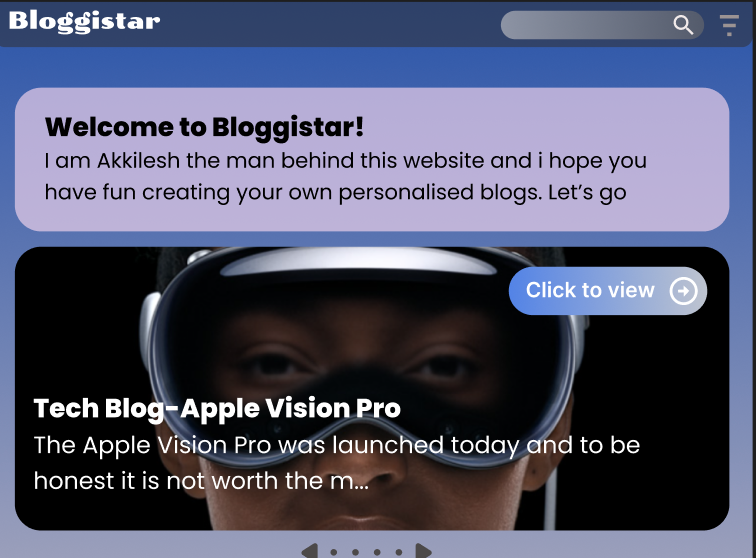 Bloggistar
Welcome to Bloggistar!
I am Akkilesh the man behind this website and i hope you
have fun creating your own personalised blogs. Let’s go
Click to view
Tech Blog-Apple Vision Pro
The Apple Vision Pro was launched today and to be
honest it is not worth the m...